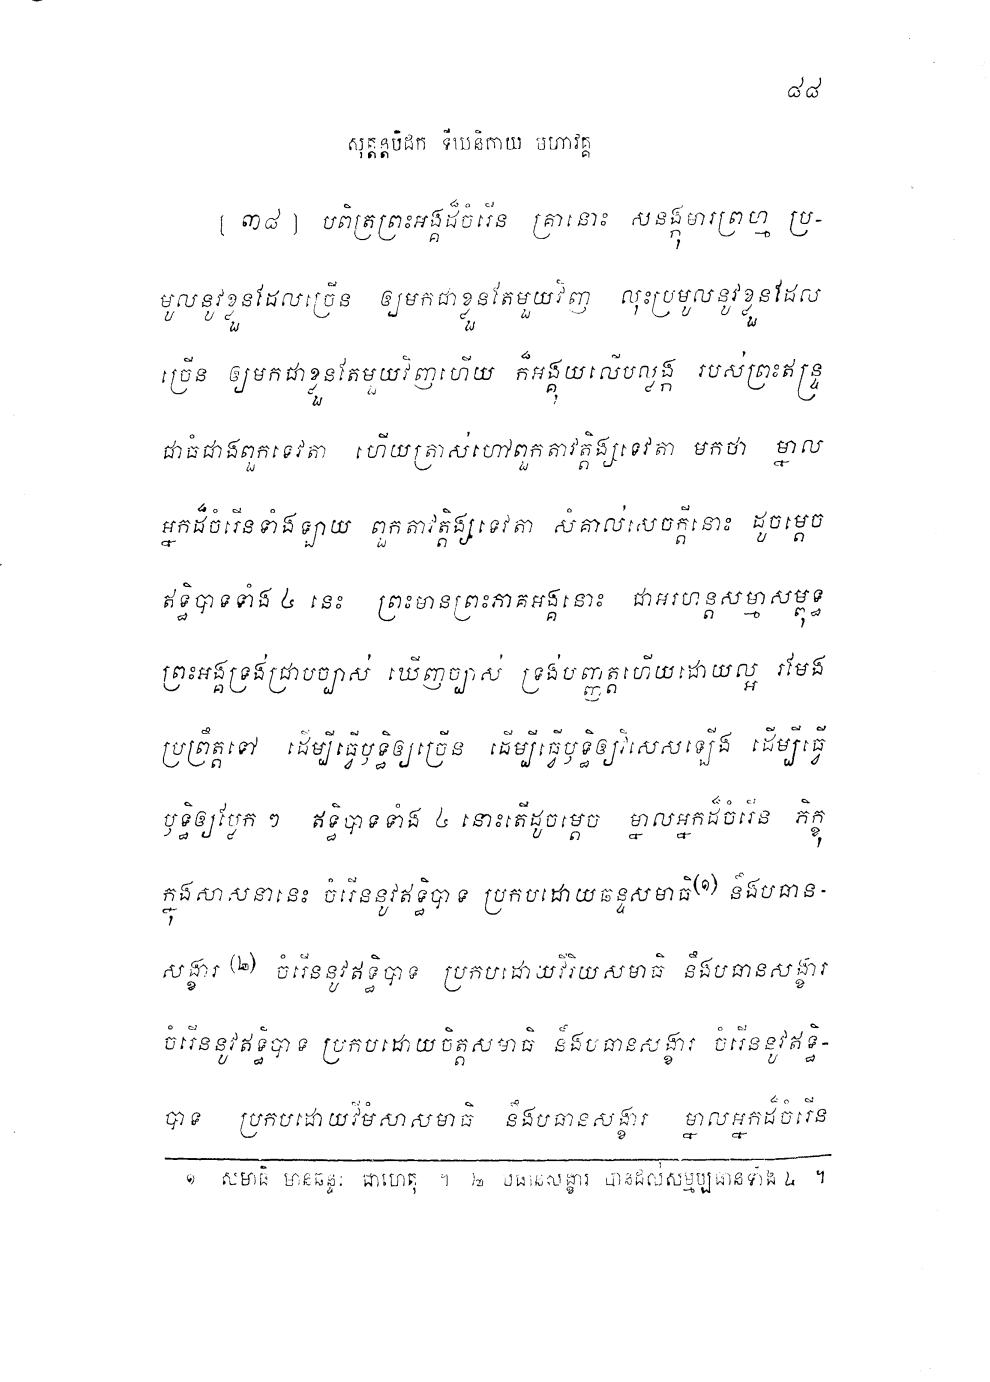 ៨៨
សុត្តន្តបិដក ទីឃនិកាយ មហាវគ្គ
[ ៣៨ ] បពិត្រព្រះអង្គដ៏ចំរើន គ្រានោះ សនង្កុមារព្រហ្ម ប្រ-
មូលនូវខ្លួនដែលច្រើន ឲ្យមកជាខ្លួនតែមួយវិញ លុះប្រមូលនូវខ្លួនដែល
ច្រើន ឲ្យមកជាខ្លួនតែមួយវិញហើយ ក៏អង្គុយលើបល្ល័ង្ក របស់ព្រះឥន្ទ្រ
ជាធំជាងពួកទេវតា ហើយត្រាស់ហៅពួកតាវត្តិង្សទេវតា មកថា ម្នាល
អ្នកដ៏ចំរើនទាំងឡាយ ពួកតាវត្តិង្សទេវតា សំគាល់សេចក្តីនោះ ដូចម្តេច
ឥទ្ធិបាទទាំង ៤ នេះ ព្រះមានព្រះភាគអង្គនោះ ជាអរហន្តសម្មាសម្ពុទ្ធ
ព្រះអង្គទ្រង់ជ្រាបច្បាស់ ឃើញច្បាស់ ទ្រង់បញ្ញត្តហើយដោយល្អ រមែង
ប្រព្រឹត្តទៅ ដើម្បីធ្វើឫទ្ធិឲ្យច្រើន ដើម្បីធ្វើឫទ្ធិឲ្យវិសេសឡើង ដើម្បីធ្វើ
ឫទ្ធិឲ្យប្លែក ៗ ឥទ្ធិបាទទាំង ៤ នោះតើដូចម្តេច ម្នាលអ្នកដ៏ចំរើន ភិក្ខុ
ក្នុងសាសនានេះ ចំរើននូវឥទ្ធិបាទ ប្រកបដោយឆន្ទសមាធិ(១) នឹងបធាន-
សង្ខារ (២) ចំរើននូវឥទ្ធិបាទ ប្រកបដោយវីរិយសមាធិ នឹងបធានសង្ខារ
ចំរើននូវឥទ្ធិបាទ ប្រកបដោយចិត្តសមាធិ នឹងបធានសង្ខារ ចំរើននូវឥទ្ធិ-
បាទ ប្រកបដោយវីមំសាសមាធិ នឹងបធានសង្ខារ ម្នាលអ្នកដ៏ចំរើន
១ សមាធិ មានឆន្ទៈ ជាហេតុ ។ ២ បធានសង្ខារ បានដល់សម្មប្បធានទាំង ៤ ។